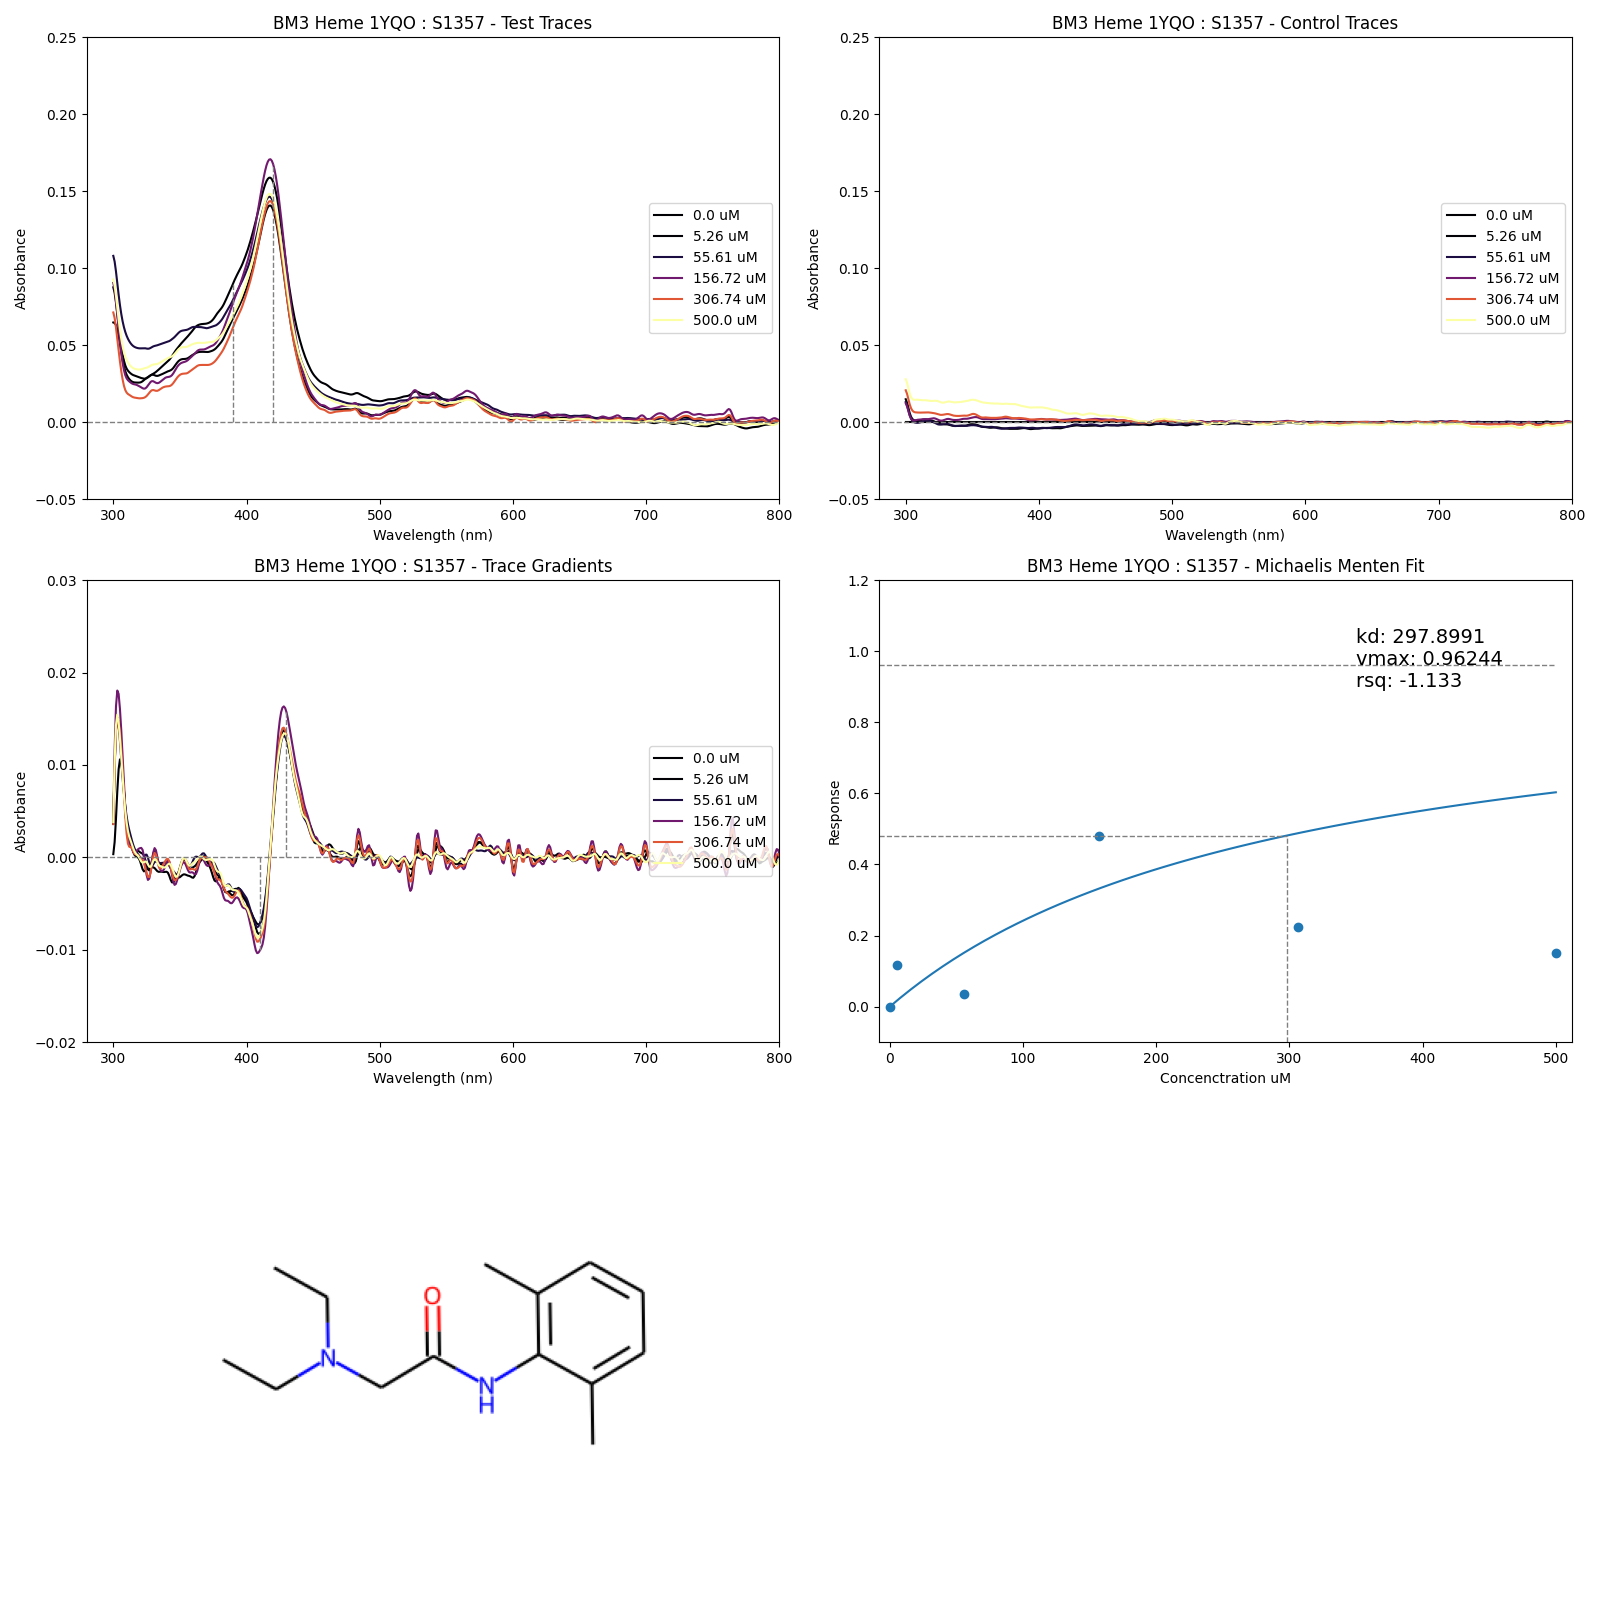 BM3 Heme 1YQO : S1357 - Test Traces
0.25
0.20
0.15
0.10
0.05
0.00
−0.05
Absorbance
300
400
500
600
700
800
Wavelength (nm)
0.0 uM
5.26 uM
55.61 uM
156.72 uM
306.74 uM
500.0 uM
BM3 Heme 1YQO : S1357 - Control Traces
0.25
0.20
0.15
0.10
0.05
0.00
−0.05
Absorbance
300
400
500
600
700
800
Wavelength (nm)
0.0 uM
5.26 uM
55.61 uM
156.72 uM
306.74 uM
500.0 uM
BM3 Heme 1YQO : S1357 - Trace Gradients
0.03
0.02
0.01
0.00
−0.01
−0.02
Absorbance
300
400
500
600
700
800
Wavelength (nm)
0.0 uM
5.26 uM
55.61 uM
156.72 uM
306.74 uM
500.0 uM
BM3 Heme 1YQO : S1357 - Michaelis Menten Fit
1.2
1.0
0.8
0.6
0.4
0.2
0.0
Response
0
100
200
300
400
500
Concenctration uM
kd: 297.8991
vmax: 0.96244
rsq: -1.133
O
N
N
H